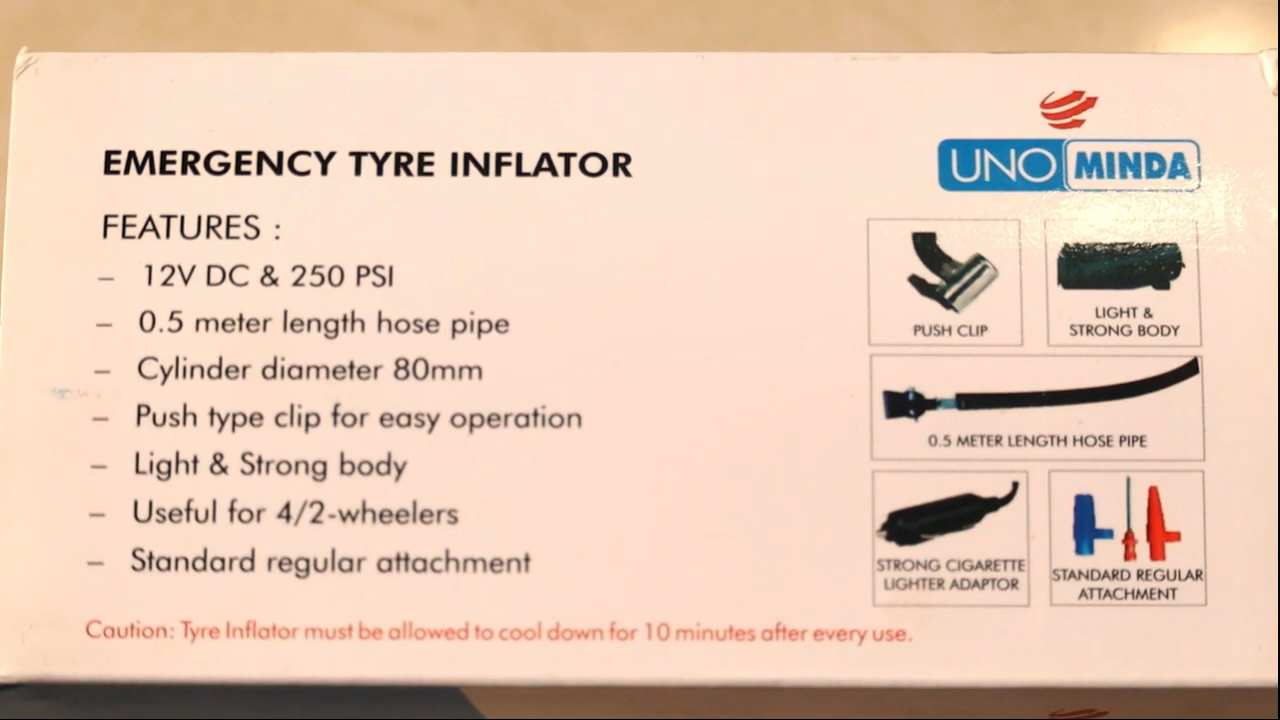 EMERGENCY TYRE INFLATOR
FEATURES :
– 12V DC & 250 PSI
– 0.5 meter length hose pipe
– Cylinder diameter 80mm
– Push type clip for easy operation
– Light & Strong body
– Useful for 4/2-wheelers
– Standard regular attachment
Caution: Tyre Inflator must be allowed to cool down for 10 minutes after every use.
UNO MINDA
PUSH CLIP
LIGHT &
STRONG BODY
0.5 METER LENGTH HOSE PIPE
STRONG CIGARETTE
LIGHTER ADAPTOR
STANDARD REGULAR
ATTACHMENT